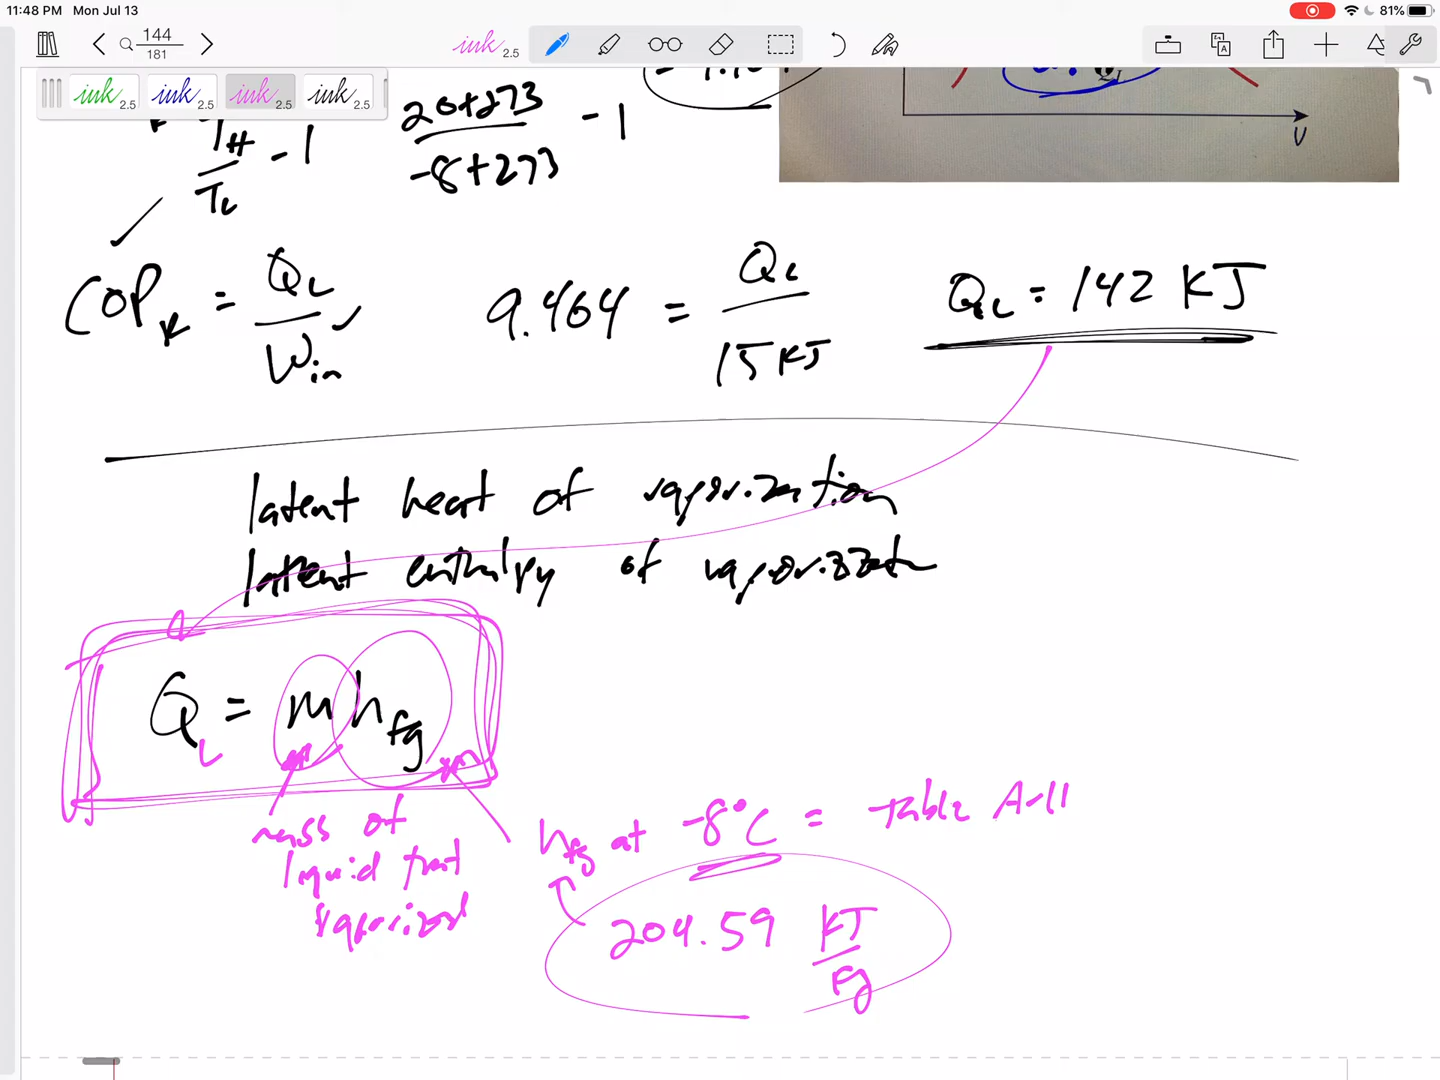 11:48 PM Mon Jul 13
81%
144
181
ink 2.5
ink 2.5 ink 2.5 ink 2.5 ink 2.5
T_H / T_L - 1
20+273 / -8+273 - 1
V
COP_R = Q_L / W_in
9.464 = Q_L / 15 KJ
Q_L = 142 KJ
latent heat of vaporization
latent enthalpy of vaporizatn
Q_L = m h_fg
mass of
liquid that
vaporized
h_fg at -8°C = table A-11
204.59 KJ / Kg